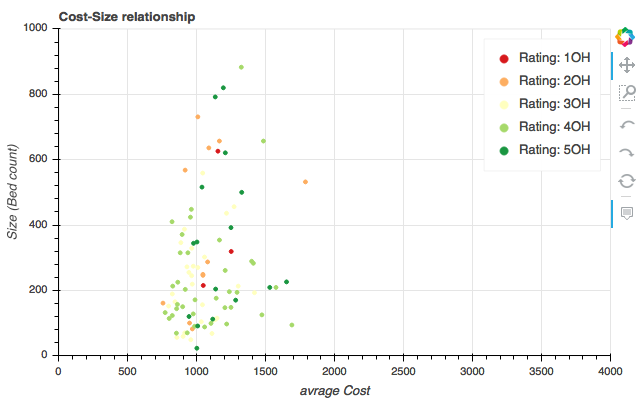 Cost-Size relationship
1000
800
600
400
200
0
Size (Bed count)
0 500 1000 1500 2000 2500 3000 3500 4000
avrage Cost
Rating: 1OH
Rating: 2OH
Rating: 3OH
Rating: 4OH
Rating: 5OH